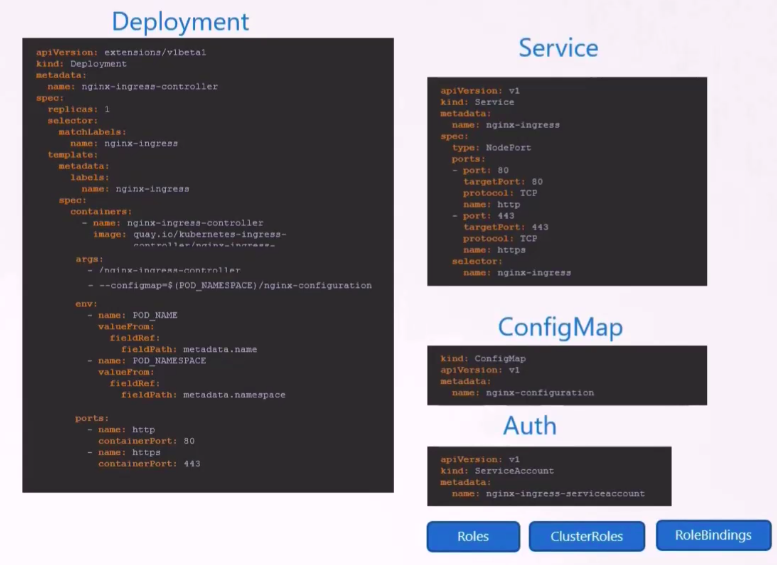 Deployment
apiVersion: extensions/v1beta1
kind: Deployment
metadata:
  name: nginx-ingress-controller
spec:
  replicas: 1
  selector:
    matchLabels:
      name: nginx-ingress
  template:
    metadata:
      labels:
        name: nginx-ingress
    spec:
      containers:
        - name: nginx-ingress-controller
          image: quay.io/kubernetes-ingress-
                 controller/nginx-ingress-
      args:
        - /nginx-ingress-controller
        - --configmap=$(POD_NAMESPACE)/nginx-configuration
      env:
        - name: POD_NAME
          valueFrom:
            fieldRef:
              fieldPath: metadata.name
        - name: POD_NAMESPACE
          valueFrom:
            fieldRef:
              fieldPath: metadata.namespace
      ports:
        - name: http
          containerPort: 80
        - name: https
          containerPort: 443
Service
apiVersion: v1
kind: Service
metadata:
  name: nginx-ingress
spec:
  type: NodePort
  ports:
  - port: 80
    targetPort: 80
    protocol: TCP
    name: http
  - port: 443
    targetPort: 443
    protocol: TCP
    name: https
  selector:
    name: nginx-ingress
ConfigMap
kind: ConfigMap
apiVersion: v1
metadata:
  name: nginx-configuration
Auth
apiVersion: v1
kind: ServiceAccount
metadata:
  name: nginx-ingress-serviceaccount
Roles
ClusterRoles
RoleBindings